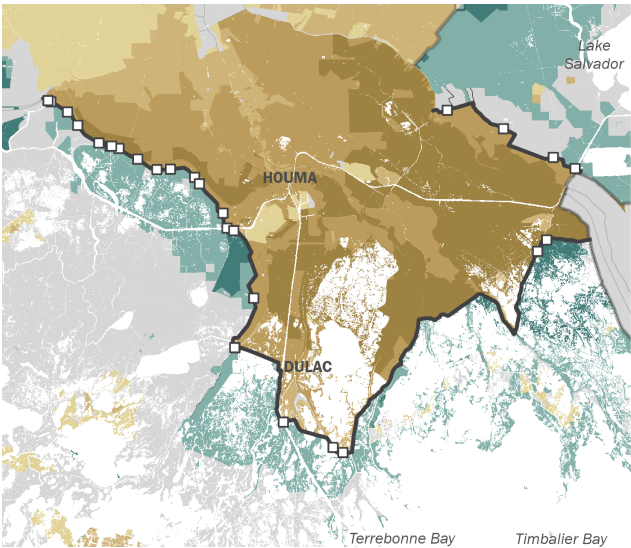 Lake
Salvador
HOUMA
DULAC
Terrebonne Bay
Timbalier Bay